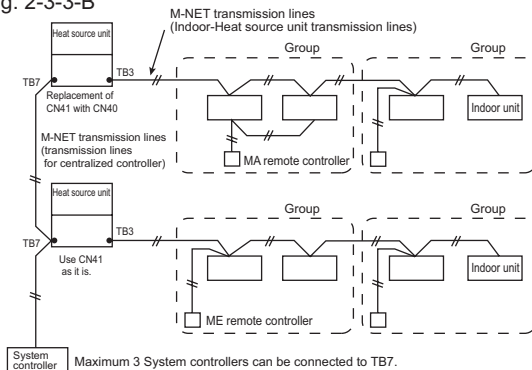 g. 2-3-3-B
M-NET transmission lines
(Indoor-Heat source unit transmission lines)
Heat source unit
Group
Group
TB7
TB3
Replacement of
CN41 with CN40
Indoor unit
M-NET transmission lines
(transmission lines
for centralized controller)
MA remote controller
Heat source unit
Group
Group
TB7
TB3
Use CN41
as it is.
Indoor unit
ME remote controller
System
controller
Maximum 3 System controllers can be connected to TB7.